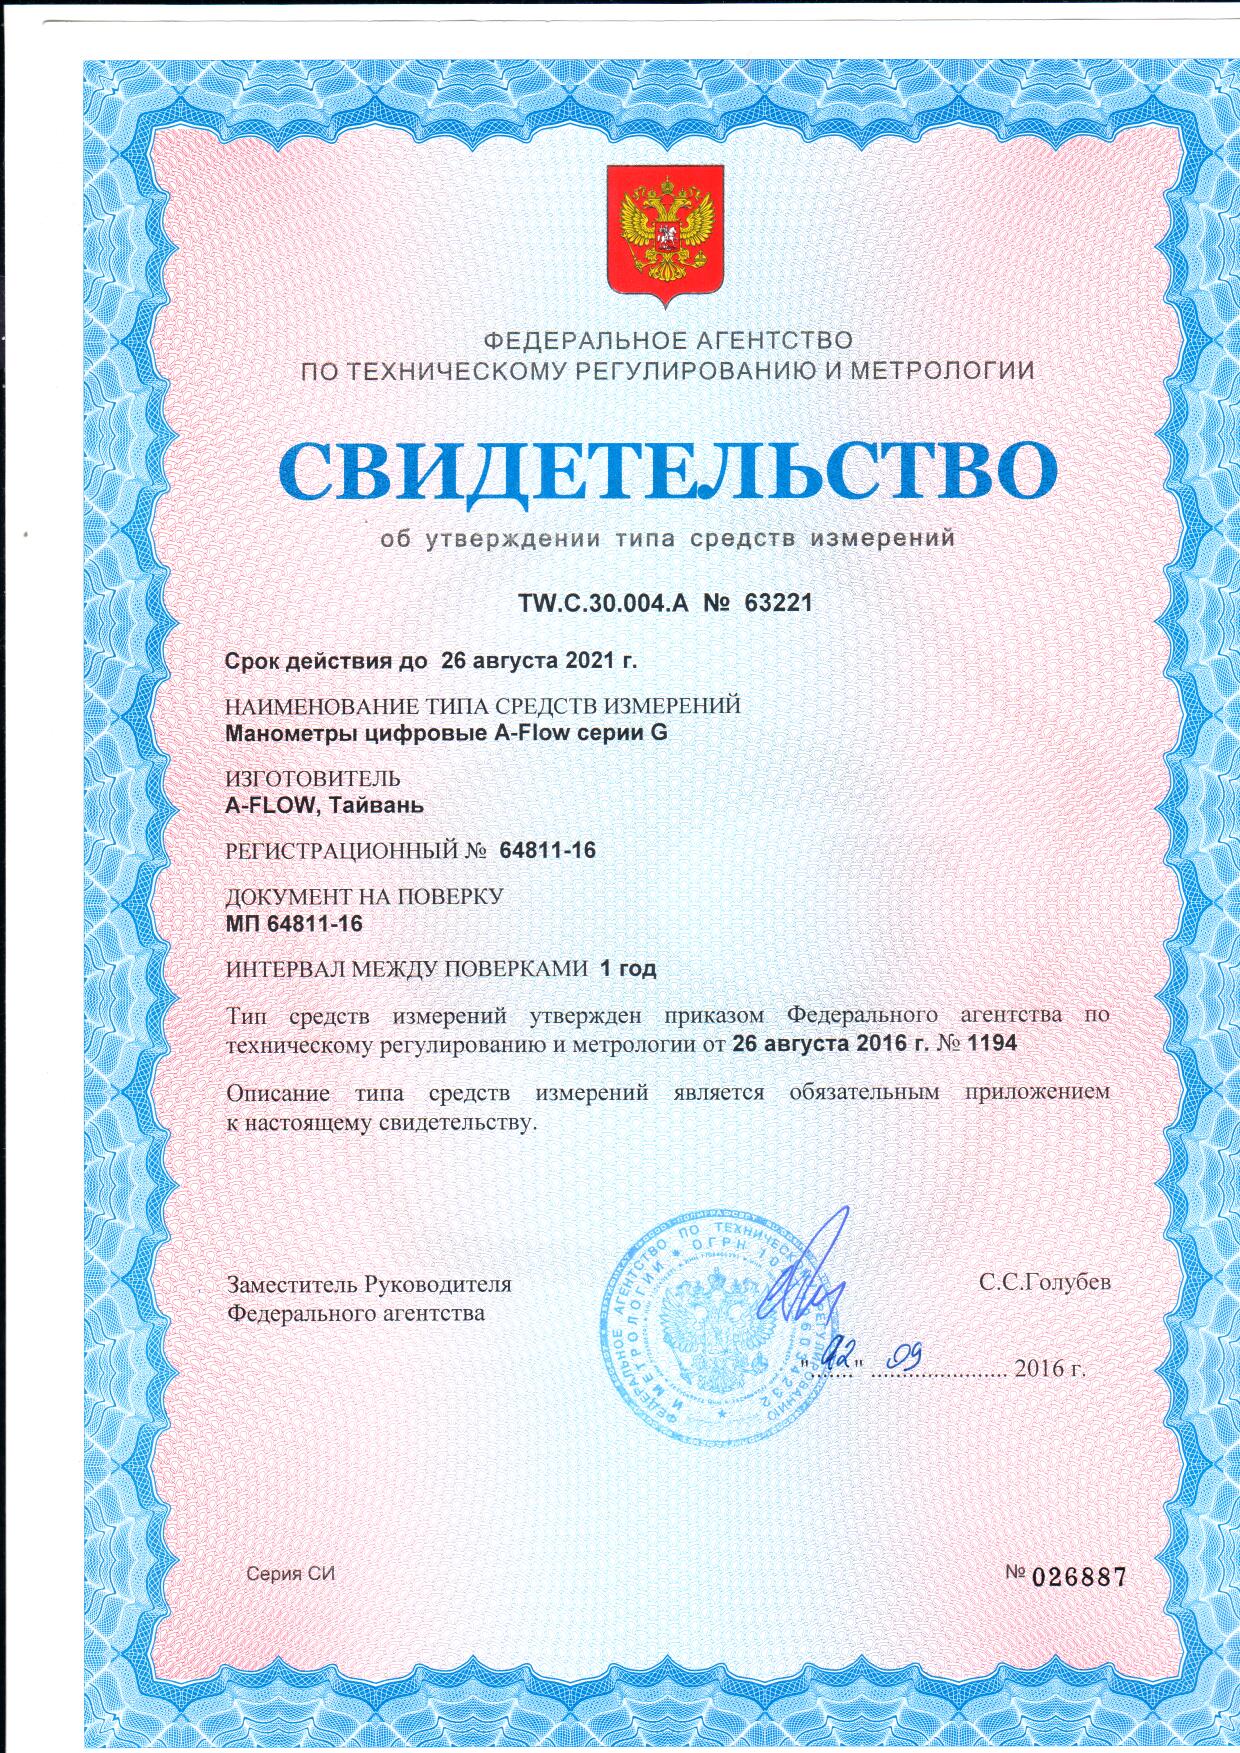 ФЕДЕРАЛЬНОЕ АГЕНТСТВО
ПО ТЕХНИЧЕСКОМУ РЕГУЛИРОВАНИЮ И МЕТРОЛОГИИ
СВИДЕТЕЛЬСТВО
об утверждении типа средств измерений
TW.C.30.004.A № 63221
Срок действия до 26 августа 2021 г.
НАИМЕНОВАНИЕ ТИПА СРЕДСТВ ИЗМЕРЕНИЙ
Манометры цифровые A-Flow серии G
ИЗГОТОВИТЕЛЬ
A-FLOW, Тайвань
РЕГИСТРАЦИОННЫЙ № 64811-16
ДОКУМЕНТ НА ПОВЕРКУ
МП 64811-16
ИНТЕРВАЛ МЕЖДУ ПОВЕРКАМИ 1 год
Тип средств измерений утвержден приказом Федерального агентства по
техническому регулированию и метрологии от 26 августа 2016 г. № 1194
Описание типа средств измерений является обязательным приложением
к настоящему свидетельству.
Заместитель Руководителя
Федерального агентства
С.С.Голубев
ФЕДЕРАЛЬНОЕ АГЕНТСТВО ПО ТЕХНИЧЕСКОМУ РЕГУЛИРОВАНИЮ
И МЕТРОЛОГИИ * ОГРН
"02" 09 2016 г.
Серия СИ
№ 026887